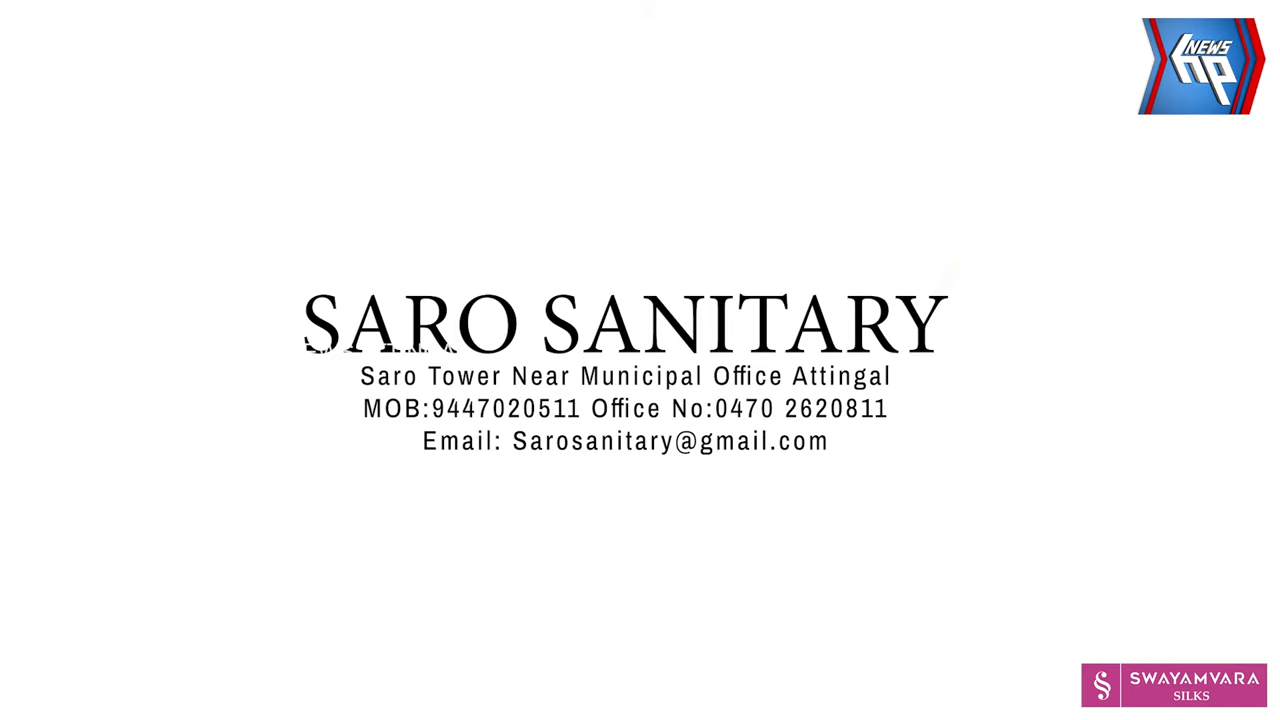 NEWS
hp
SARO SANITARY
Saro Tower Near Municipal Office Attingal
MOB:9447020511 Office No:0470 2620811
Email: Sarosanitary@gmail.com
SWAYAMVARA
SILKS